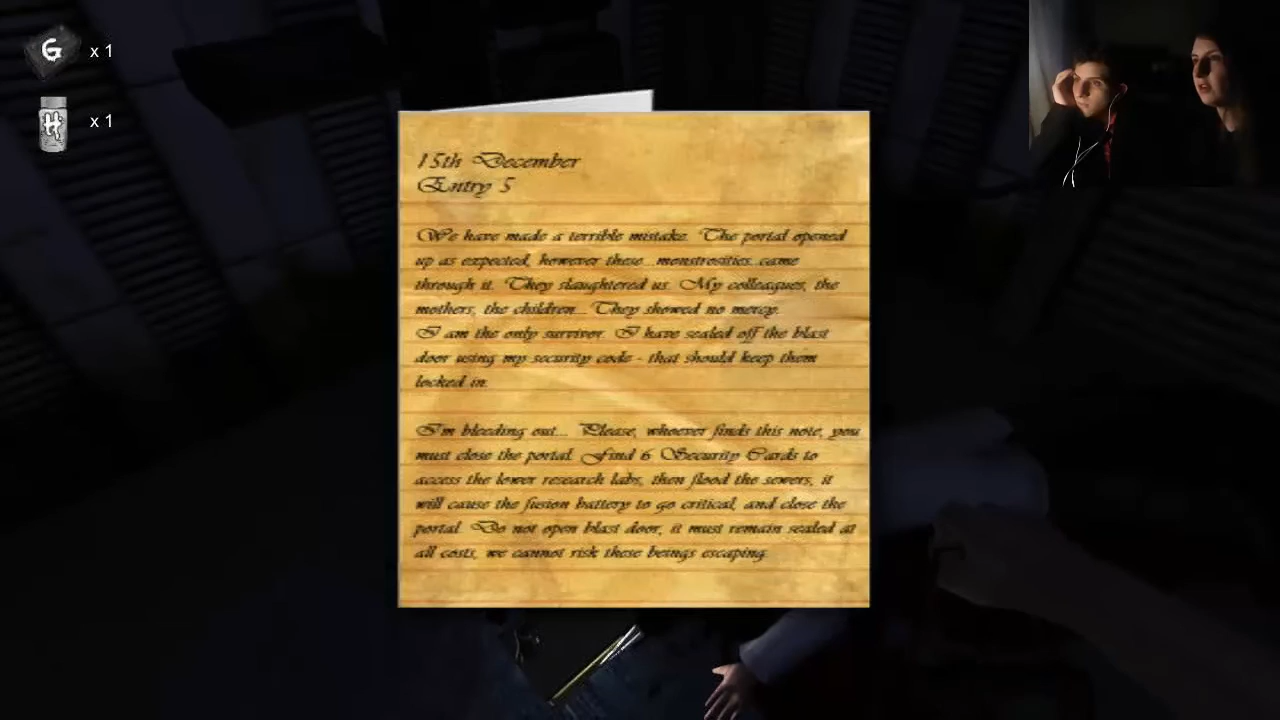 G x 1
H x 1
15th December
Entry 5
We have made a terrible mistake. The portal opened
up as expected, however these...monstrosities..came
through it. They slaughtered us. My colleagues, the
mothers, the children... They showed no mercy.
I am the only survivor. I have sealed off the blast
door using my security code - that should keep them
locked in.
I'm bleeding out... Please, whoever finds this note, you
must close the portal. Find 6 Security Cards to
access the lower research labs, then flood the sewers, it
will cause the fusion battery to go critical, and close the
portal. Do not open blast door, it must remain sealed at
all costs, we cannot risk these beings escaping.